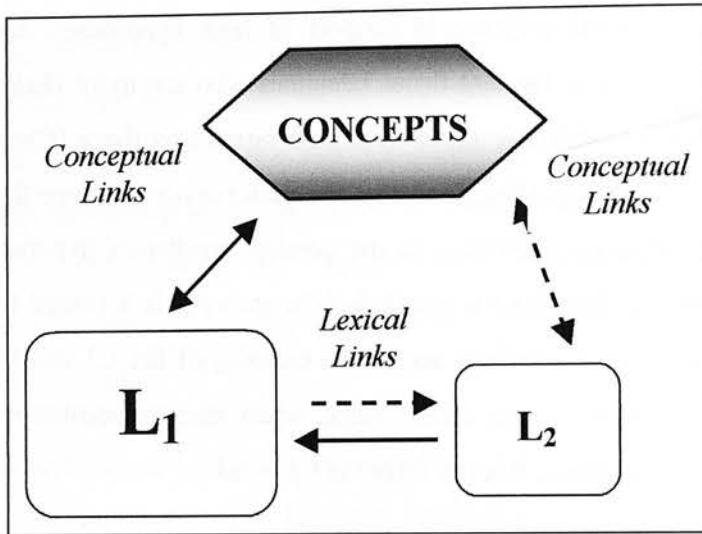 CONCEPTS
Conceptual
Links
Conceptual
Links
Lexical
Links
L₁
L₂